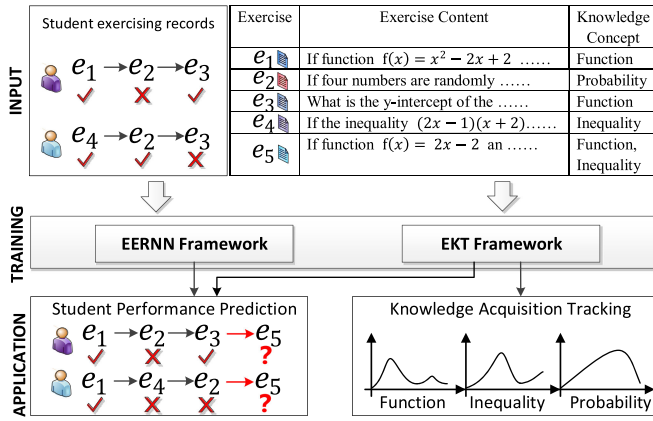 INPUT
Student exercising records
e1 e2 e3
e4 e2 e3
Exercise Exercise Content Knowledge Concept
e1 If function f(x) = x² − 2x + 2 …… Function
e2 If four numbers are randomly …… Probability
e3 What is the y-intercept of the …… Function
e4 If the inequality (2x − 1)(x + 2)…… Inequality
e5 If function f(x) = 2x − 2 an …… Function, Inequality
TRAINING
EERNN Framework
EKT Framework
APPLICATION
Student Performance Prediction
e1 e2 e3 e5
?
e1 e4 e2 e5
?
Knowledge Acquisition Tracking
Function Inequality Probability